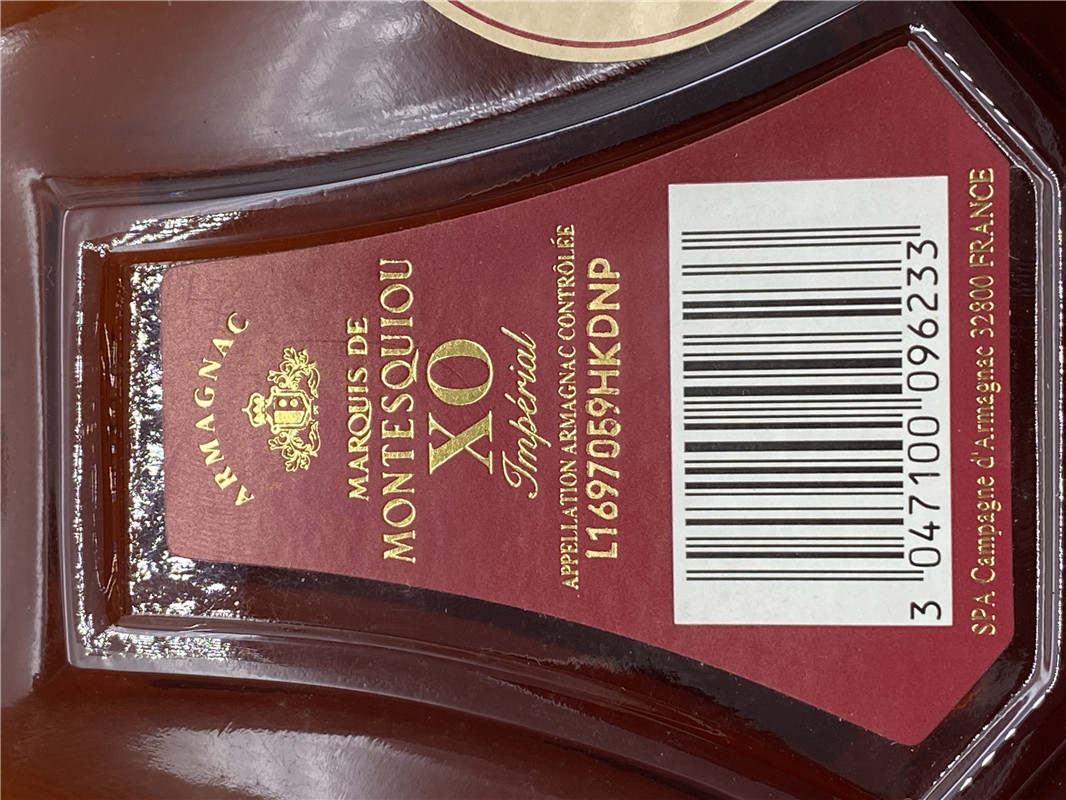 ARMAGNAC
MARQUIS DE
MONTESQUIOU
XO
Impérial
APPELLATION ARMAGNAC CONTRÔLÉE
L1697059HKDNP
3 047100 096233
SPA Campagne d'Armagnac 32800 FRANCE